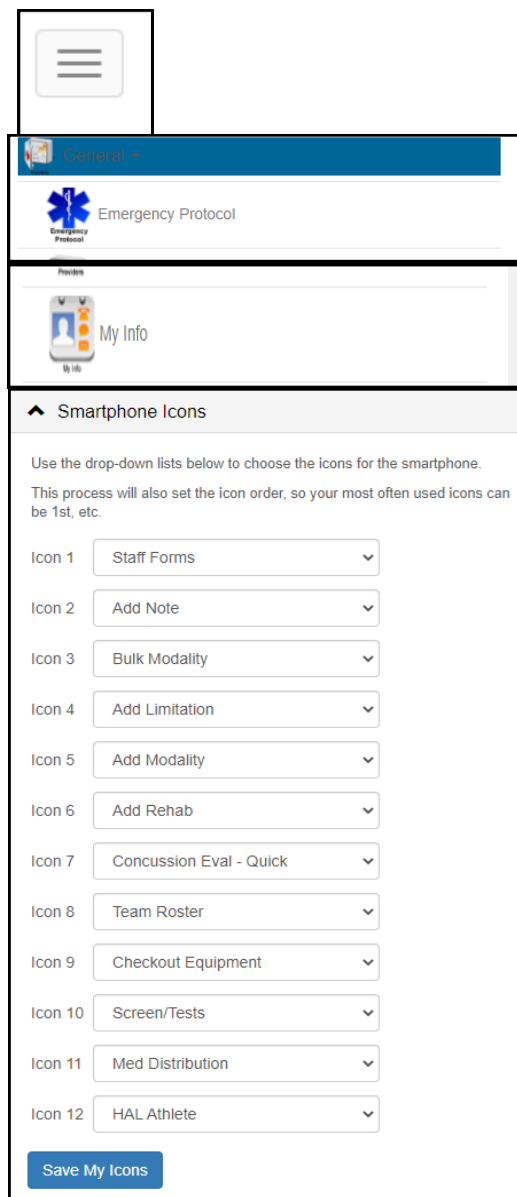 General
Emergency Protocol
Emergency
Protocol
Providers
My Info
My Info
Smartphone Icons
Use the drop-down lists below to choose the icons for the smartphone.
This process will also set the icon order, so your most often used icons can
be 1st, etc.
Icon 1 Staff Forms
Icon 2 Add Note
Icon 3 Bulk Modality
Icon 4 Add Limitation
Icon 5 Add Modality
Icon 6 Add Rehab
Icon 7 Concussion Eval - Quick
Icon 8 Team Roster
Icon 9 Checkout Equipment
Icon 10 Screen/Tests
Icon 11 Med Distribution
Icon 12 HAL Athlete
Save My Icons